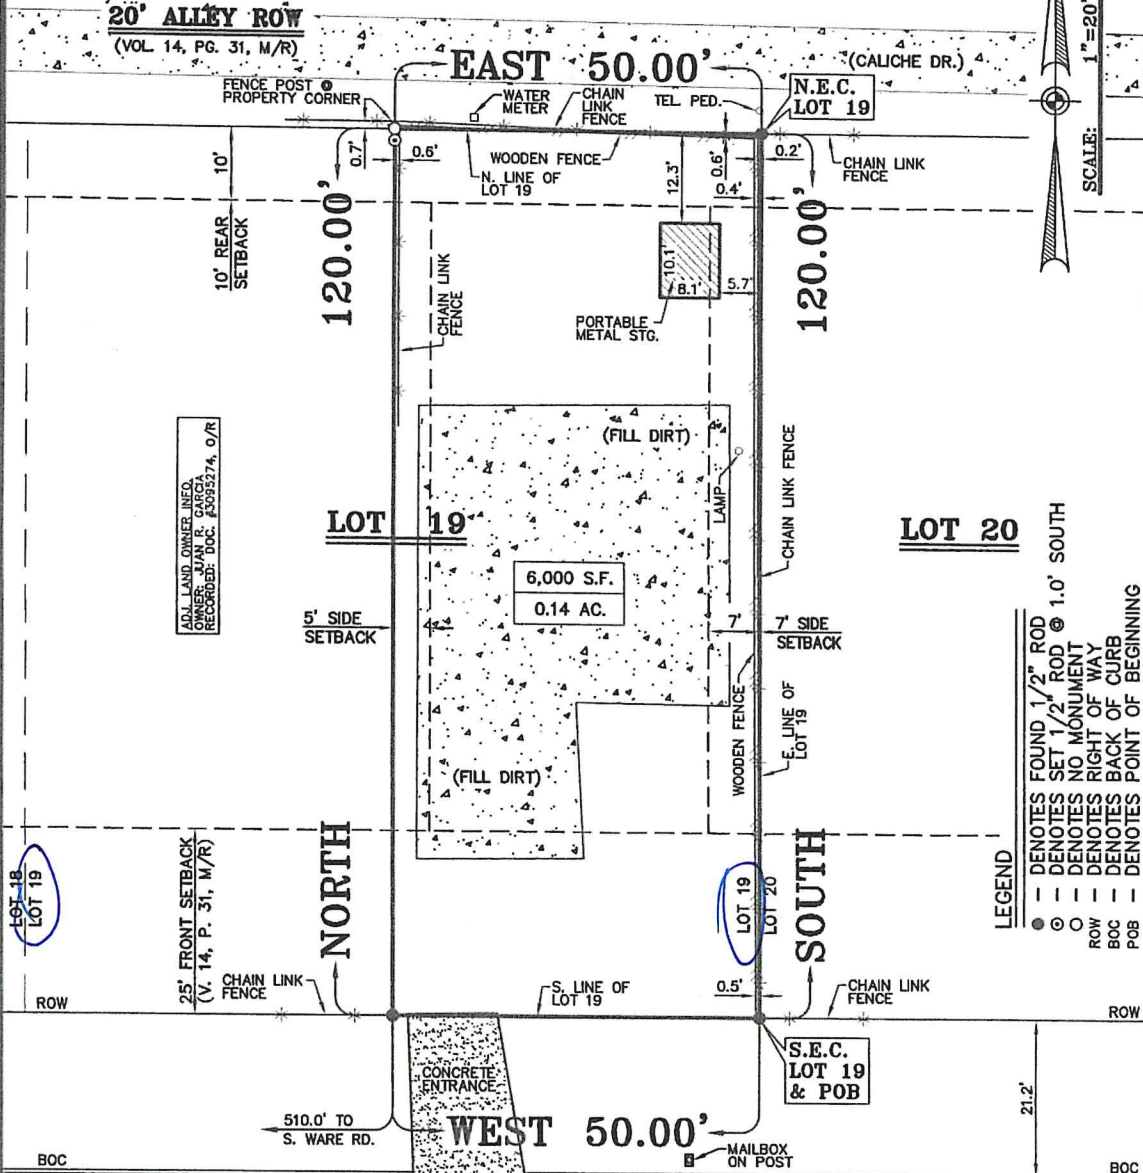 20' ALLEY ROW
(VOL. 14, PG. 31, M/R)
EAST 50.00'
(CALICHE DR.)
SCALE: 1"=20'
FENCE POST @
PROPERTY CORNER
WATER
METER
CHAIN
LINK
FENCE
TEL. PED.
N.E.C.
LOT 19
0.7'
0.6'
WOODEN FENCE
N. LINE OF
LOT 19
12.3'
0.6'
0.4'
0.2'
CHAIN LINK
FENCE
10'
10' REAR
SETBACK
120.00'
CHAIN LINK
FENCE
10.1'
8.1'
5.7'
PORTABLE
METAL STG.
120.00'
ADJ. LAND OWNER INFO.
OWNER: JUAN R. GARCIA
RECORDED: DOC. #3095274, O/R
(FILL DIRT)
LAMP
CHAIN LINK FENCE
LOT 19
LOT 20
6,000 S.F.
0.14 AC.
5' SIDE
SETBACK
7'
7' SIDE
SETBACK
WOODEN FENCE
E. LINE OF
LOT 19
(FILL DIRT)
LOT 18
LOT 19
25' FRONT SETBACK
(V. 14, P. 31, M/R)
NORTH
LOT 19
LOT 20
SOUTH
LEGEND
- DENOTES FOUND 1/2" ROD
- DENOTES SET 1/2" ROD @ 1.0' SOUTH
- DENOTES NO MONUMENT
ROW - DENOTES RIGHT OF WAY
BOC - DENOTES BACK OF CURB
POB - DENOTES POINT OF BEGINNING
ROW
CHAIN LINK
FENCE
S. LINE OF
LOT 19
0.5'
CHAIN LINK
FENCE
ROW
S.E.C.
LOT 19
& POB
CONCRETE
ENTRANCE
21.2'
510.0' TO
S. WARE RD.
WEST 50.00'
MAILBOX
ON POST
BOC
BOC